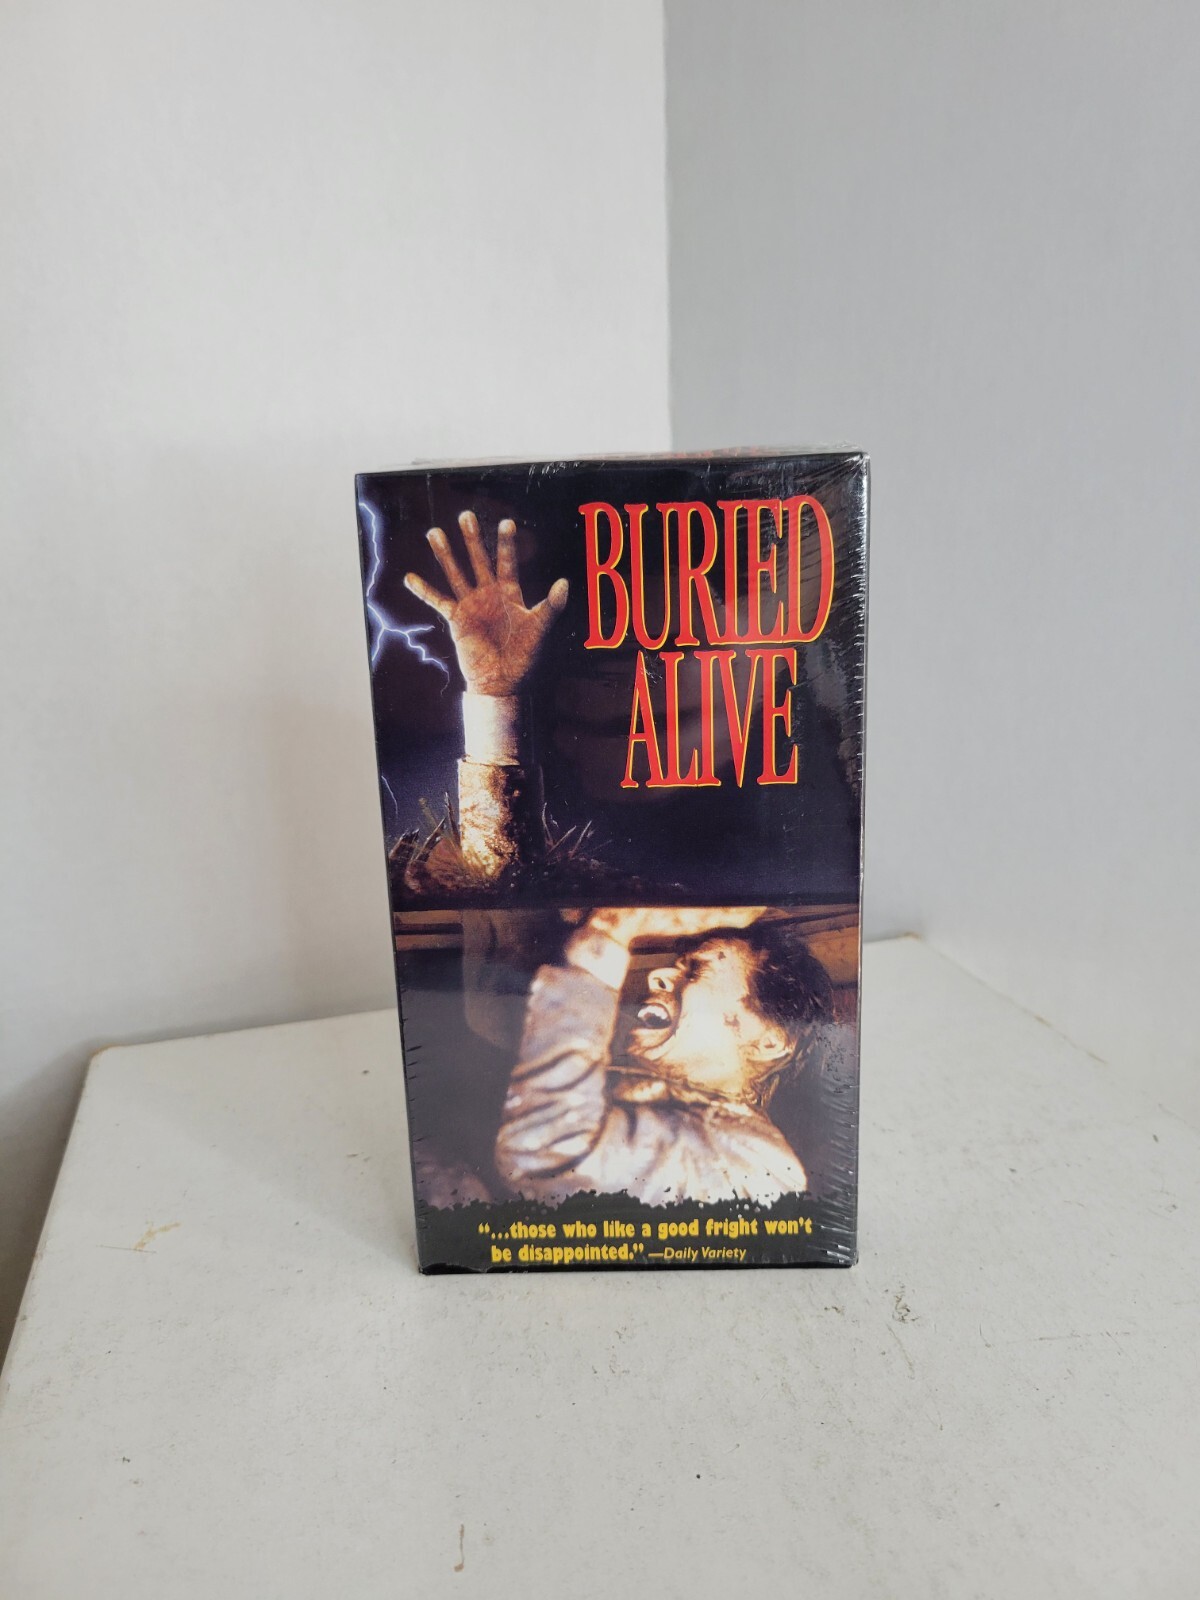 BURIED
ALIVE
“...those who like a good fright won't
be disappointed.” —Daily Variety